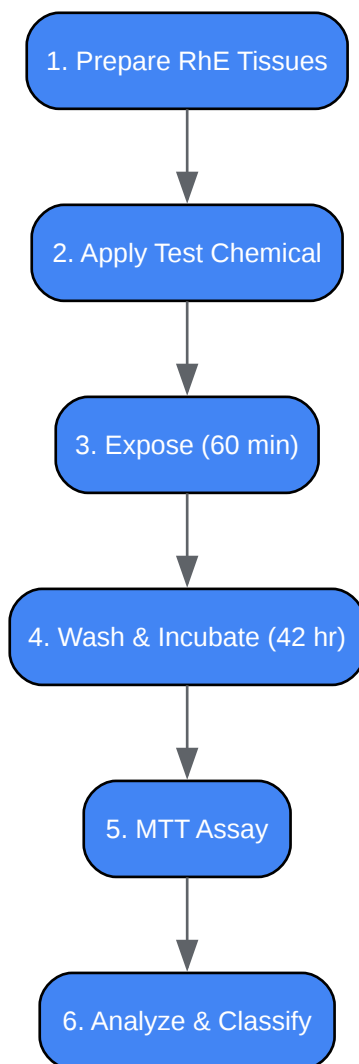 1. Prepare RhE Tissues
2. Apply Test Chemical
3. Expose (60 min)
4. Wash & Incubate (42 hr)
5. MTT Assay
6. Analyze & Classify